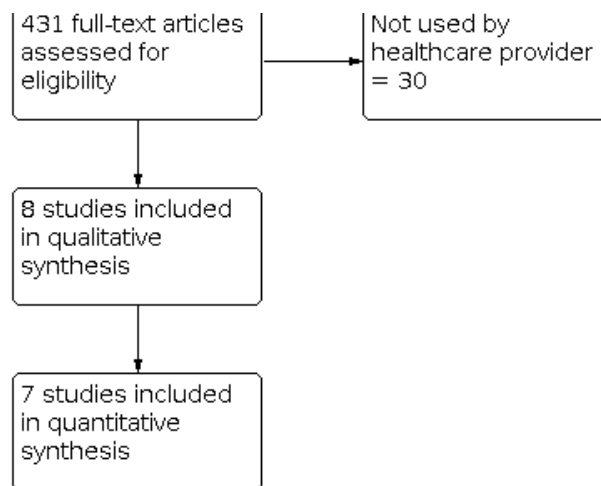 431 full-text articles
assessed for
eligibility
Not used by
healthcare provider
= 30
8 studies included
in qualitative
synthesis
7 studies included
in quantitative
synthesis